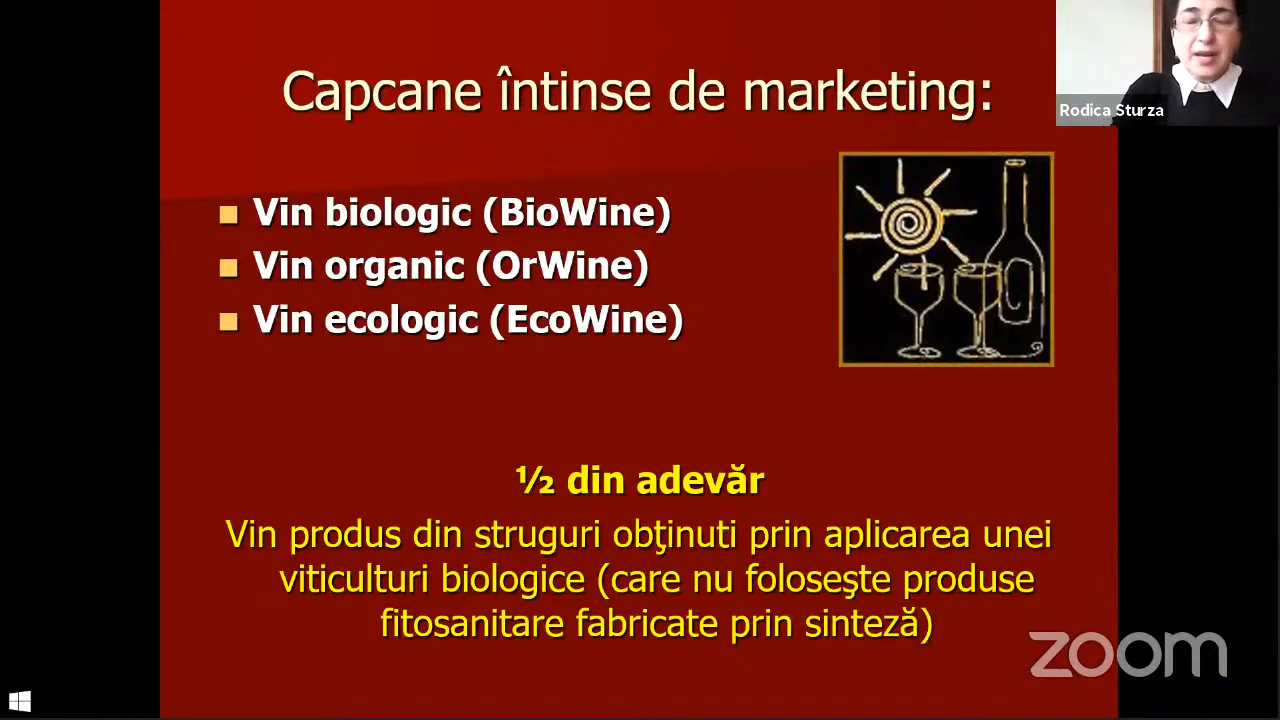 Capcane întinse de marketing:
Rodica Sturza
Vin biologic (BioWine)
Vin organic (OrWine)
Vin ecologic (EcoWine)
½ din adevăr
Vin produs din struguri obţinuti prin aplicarea unei
viticulturi biologice (care nu foloseşte produse
fitosanitare fabricate prin sinteză)
zoom